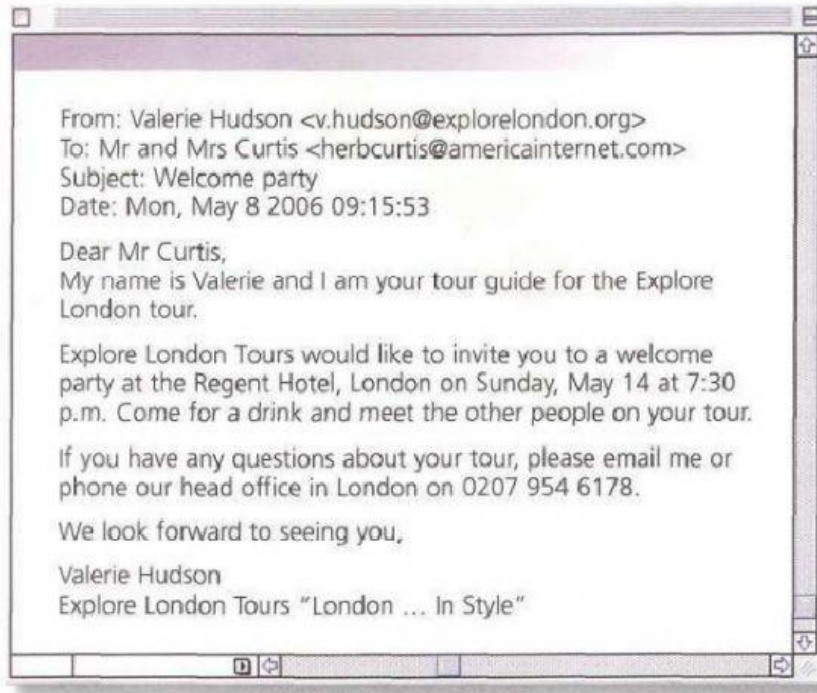 From: Valerie Hudson <v.hudson@explorelondon.org>
To: Mr and Mrs Curtis <herbcurtis@americainternet.com>
Subject: Welcome party
Date: Mon, May 8 2006 09:15:53
Dear Mr Curtis,
My name is Valerie and I am your tour guide for the Explore
London tour.
Explore London Tours would like to invite you to a welcome
party at the Regent Hotel, London on Sunday, May 14 at 7:30
p.m. Come for a drink and meet the other people on your tour.
If you have any questions about your tour, please email me or
phone our head office in London on 0207 954 6178.
We look forward to seeing you,
Valerie Hudson
Explore London Tours "London ... In Style"